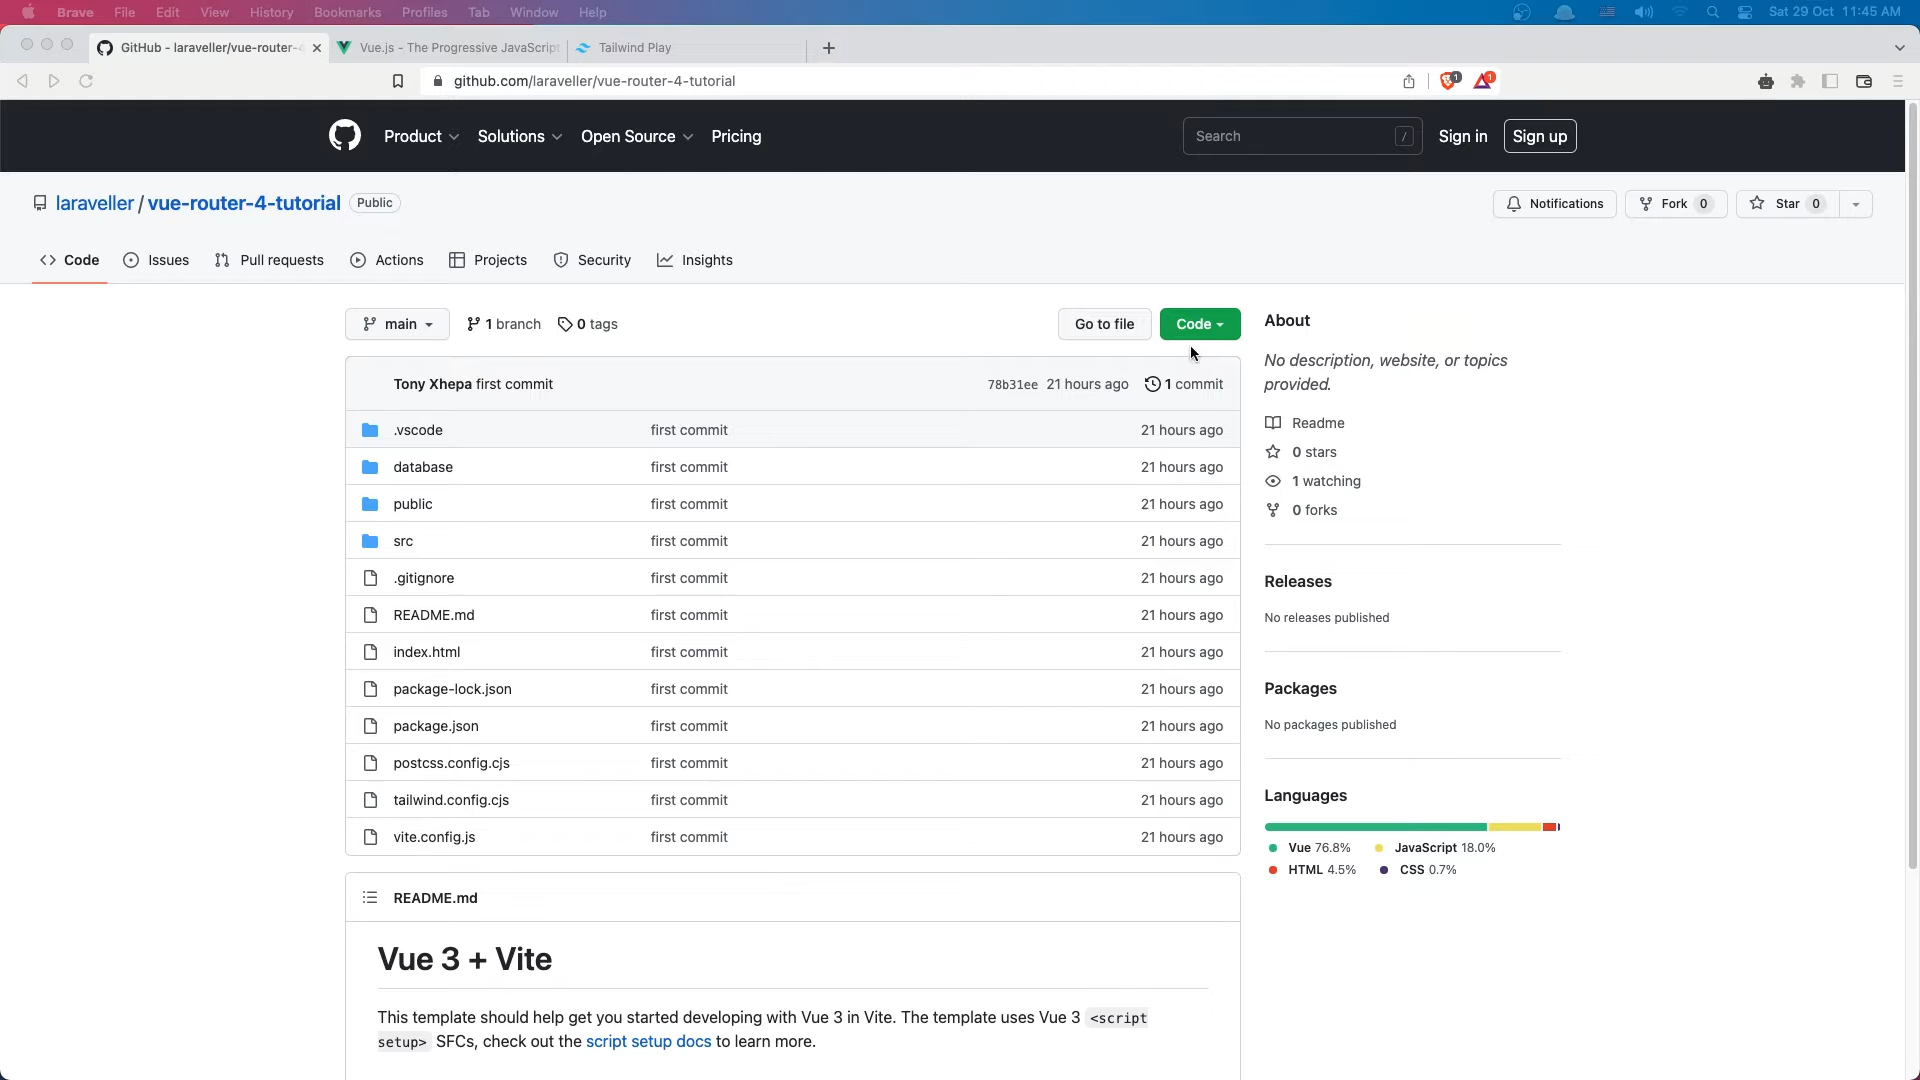 Brave File Edit View History Bookmarks Profiles Tab Window Help Sat 29 Oct 11:45 AM
GitHub - laraveller/vue-router-4 Vue.js - The Progressive JavaScript Tailwind Play
github.com/laraveller/vue-router-4-tutorial 1 1
Product Solutions Open Source Pricing Search / Sign in Sign up
laraveller / vue-router-4-tutorial Public Notifications Fork 0 Star 0
Code Issues Pull requests Actions Projects Security Insights
main 1 branch 0 tags Go to file Code
Tony Xhepa first commit 78b31ee 21 hours ago 1 commit
.vscode first commit 21 hours ago
database first commit 21 hours ago
public first commit 21 hours ago
src first commit 21 hours ago
.gitignore first commit 21 hours ago
README.md first commit 21 hours ago
index.html first commit 21 hours ago
package-lock.json first commit 21 hours ago
package.json first commit 21 hours ago
postcss.config.cjs first commit 21 hours ago
tailwind.config.cjs first commit 21 hours ago
vite.config.js first commit 21 hours ago
README.md
Vue 3 + Vite
This template should help get you started developing with Vue 3 in Vite. The template uses Vue 3 <script
setup> SFCs, check out the script setup docs to learn more.
About
No description, website, or topics
provided.
Readme
0 stars
1 watching
0 forks
Releases
No releases published
Packages
No packages published
Languages
Vue 76.8% JavaScript 18.0%
HTML 4.5% CSS 0.7%